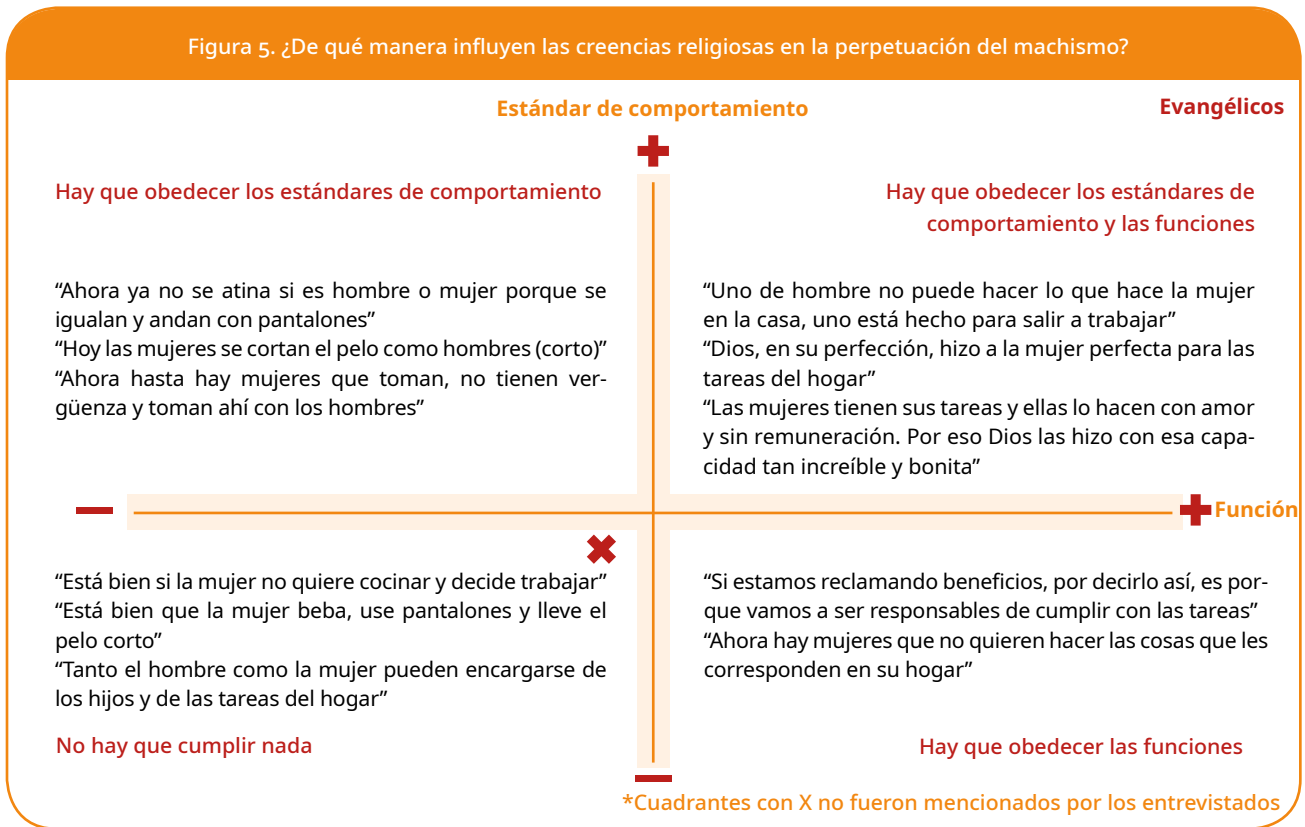 Figura 5. ¿De qué manera influyen las creencias religiosas en la perpetuación del machismo?
Estándar de comportamiento
Evangélicos
Hay que obedecer los estándares de comportamiento
Hay que obedecer los estándares de
comportamiento y las funciones
“Ahora ya no se atina si es hombre o mujer porque se
igualan y andan con pantalones”
“Hoy las mujeres se cortan el pelo como hombres (corto)”
“Ahora hasta hay mujeres que toman, no tienen ver-
güenza y toman ahí con los hombres”
“Uno de hombre no puede hacer lo que hace la mujer
en la casa, uno está hecho para salir a trabajar”
“Dios, en su perfección, hizo a la mujer perfecta para las
tareas del hogar”
“Las mujeres tienen sus tareas y ellas lo hacen con amor
y sin remuneración. Por eso Dios las hizo con esa capa-
cidad tan increíble y bonita”
Función
“Está bien si la mujer no quiere cocinar y decide trabajar”
“Está bien que la mujer beba, use pantalones y lleve el
pelo corto”
“Tanto el hombre como la mujer pueden encargarse de
los hijos y de las tareas del hogar”
No hay que cumplir nada
“Si estamos reclamando beneficios, por decirlo así, es por-
que vamos a ser responsables de cumplir con las tareas”
“Ahora hay mujeres que no quieren hacer las cosas que les
corresponden en su hogar”
Hay que obedecer las funciones
*Cuadrantes con X no fueron mencionados por los entrevistados